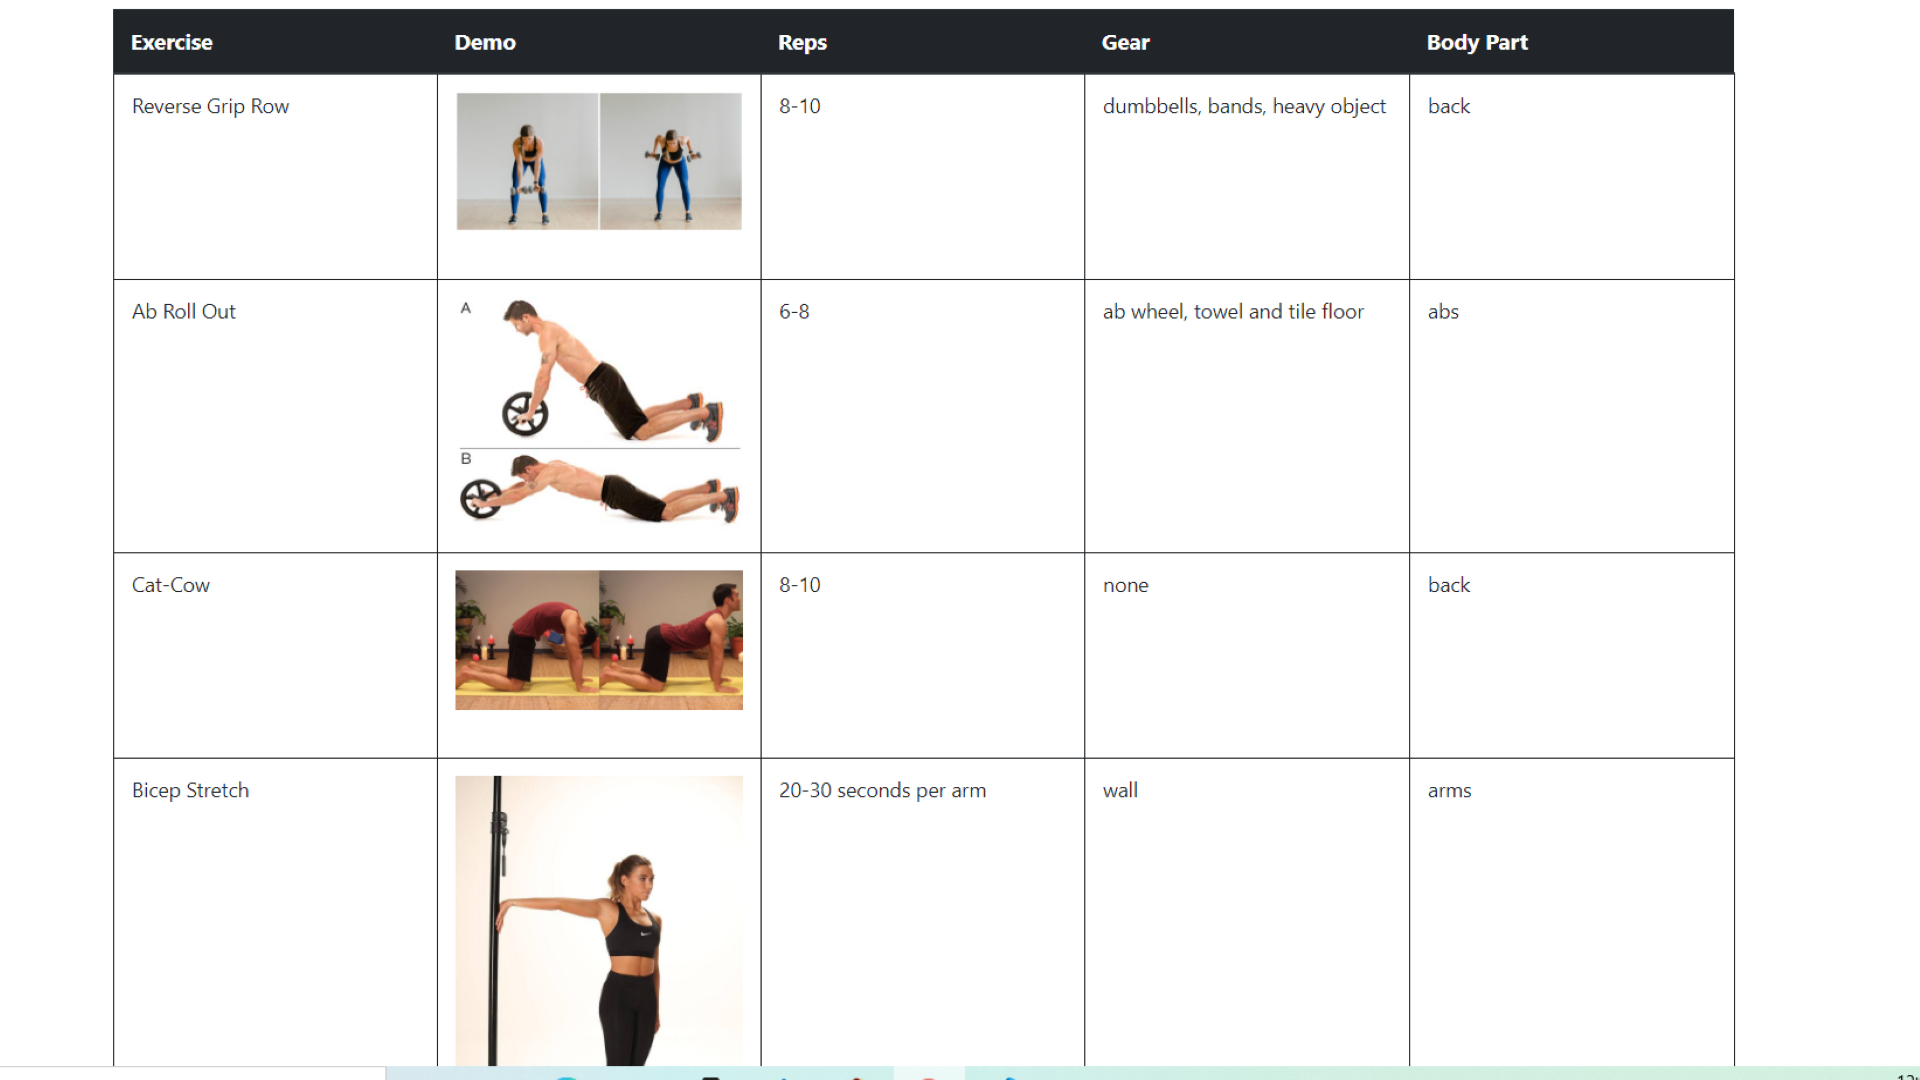 Exercise Demo Reps Gear Body Part
Reverse Grip Row 8-10 dumbbells, bands, heavy object back
Ab Roll Out A 6-8 ab wheel, towel and tile floor abs
B
Cat-Cow 8-10 none back
Bicep Stretch 20-30 seconds per arm wall arms